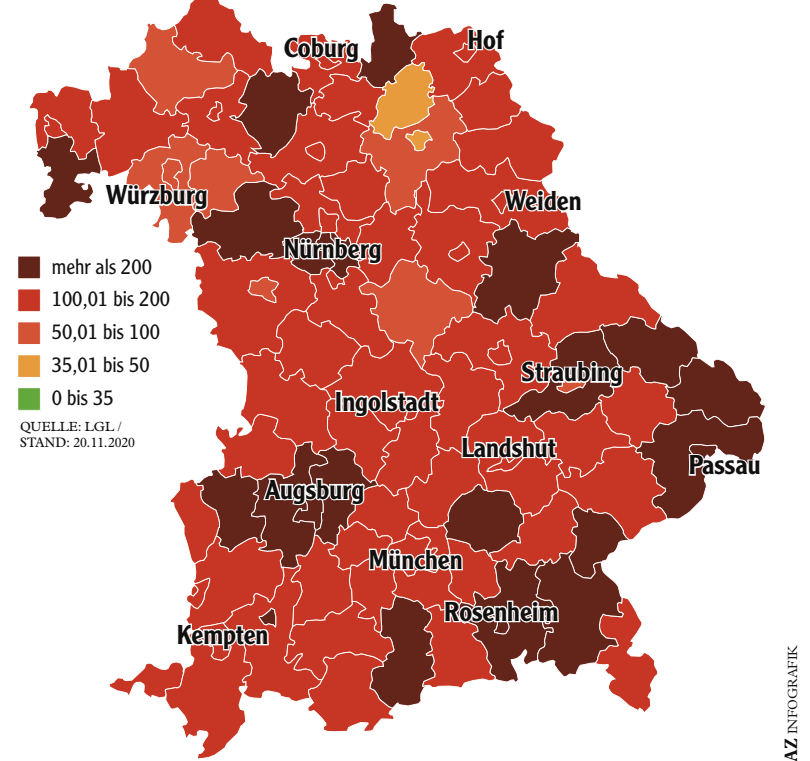 Coburg
Hof
Würzburg
Weiden
Nürnberg
mehr als 200
100,01 bis 200
50,01 bis 100
35,01 bis 50
0 bis 35
QUELLE: LGL /
STAND: 20.11.2020
Straubing
Ingolstadt
Landshut
Passau
Augsburg
München
Rosenheim
Kempten
AZ INFOGRAFIK